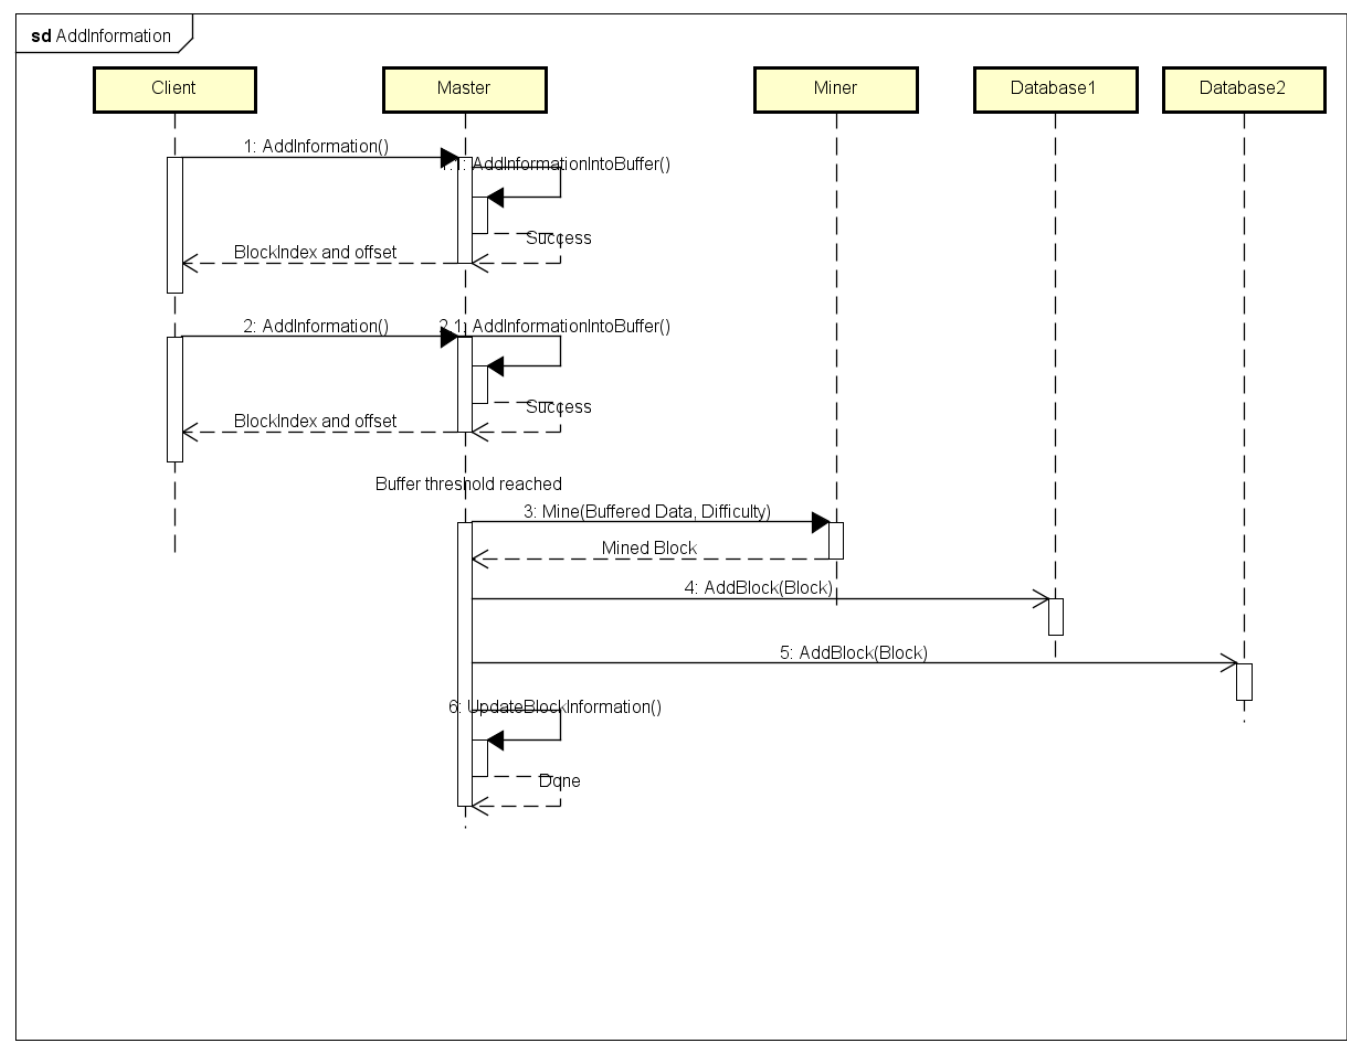 sd AddInformation
Client
Master
Miner
Database1
Database2
1: AddInformation()
1.1: AddInformationIntoBuffer()
Success
BlockIndex and offset
2: AddInformation()
2.1: AddInformationIntoBuffer()
Success
BlockIndex and offset
Buffer threshold reached
3: Mine(Buffered Data, Difficulty)
Mined Block
4: AddBlock(Block)
5: AddBlock(Block)
6: UpdateBlockInformation()
Done